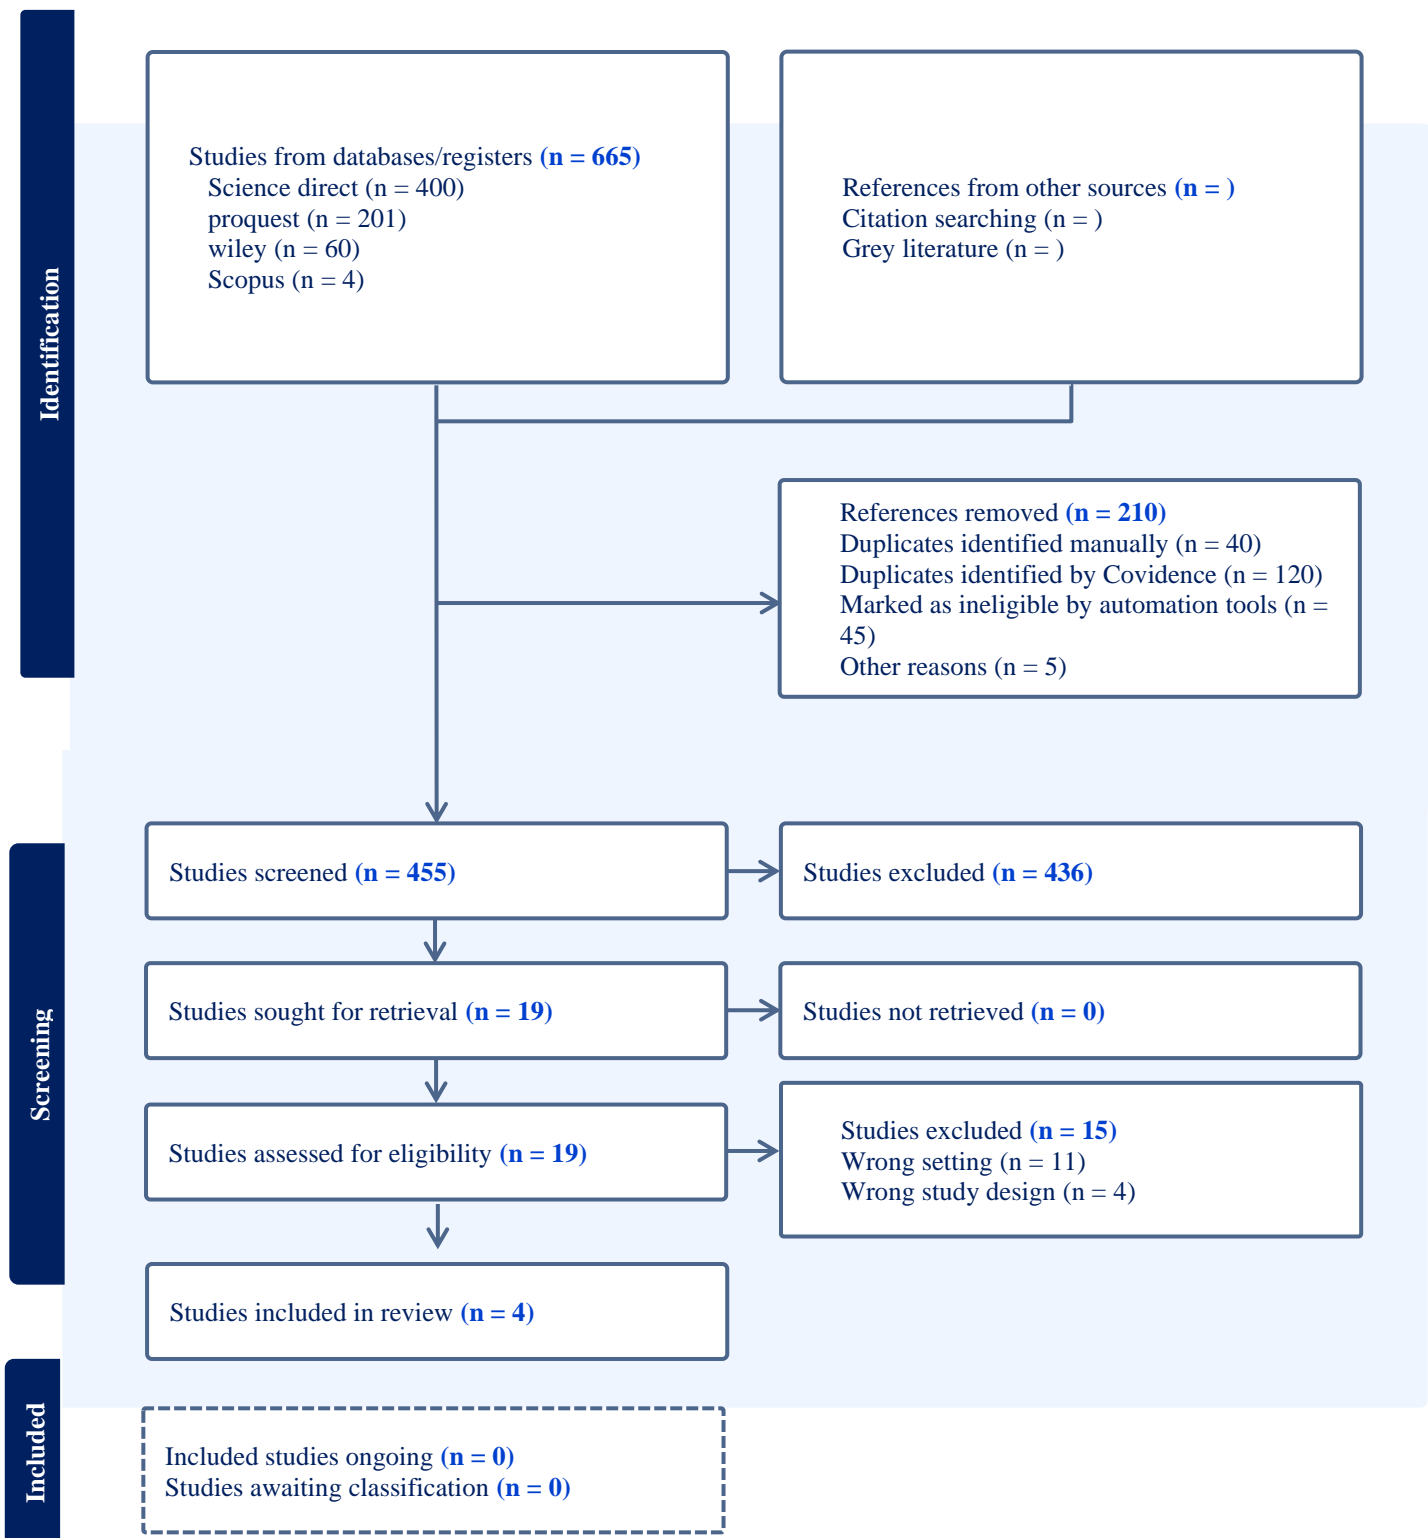 Identification
Studies from databases/registers (n = 665)
Science direct (n = 400)
proquest (n = 201)
wiley (n = 60)
Scopus (n = 4)
References from other sources (n = )
Citation searching (n = )
Grey literature (n = )
References removed (n = 210)
Duplicates identified manually (n = 40)
Duplicates identified by Covidence (n = 120)
Marked as ineligible by automation tools (n =
45)
Other reasons (n = 5)
Screening
Studies screened (n = 455)
Studies excluded (n = 436)
Studies sought for retrieval (n = 19)
Studies not retrieved (n = 0)
Studies assessed for eligibility (n = 19)
Studies excluded (n = 15)
Wrong setting (n = 11)
Wrong study design (n = 4)
Studies included in review (n = 4)
Included
Included studies ongoing (n = 0)
Studies awaiting classification (n = 0)